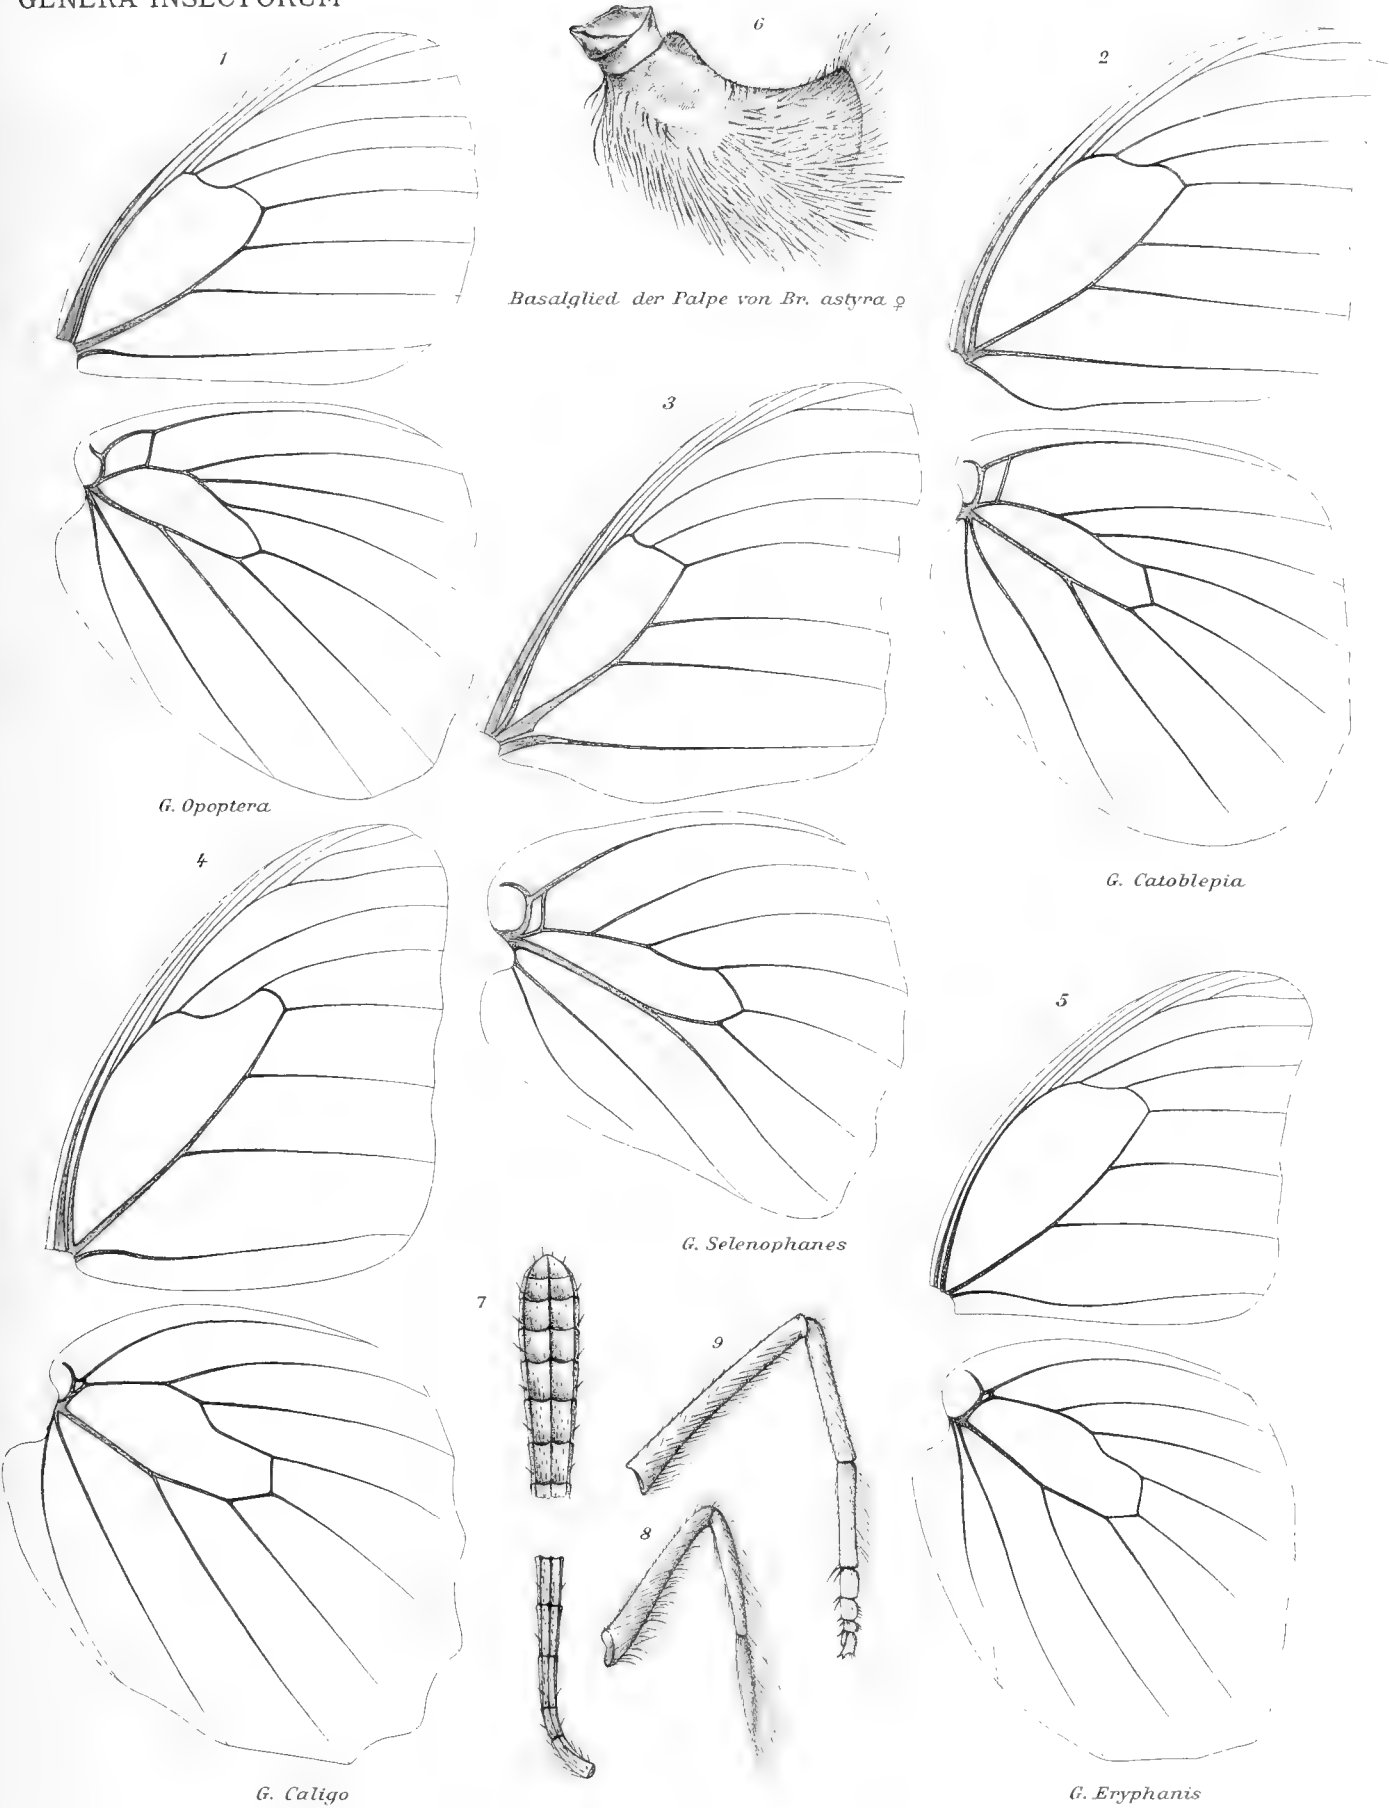 GENERA INSECTORUM
1
6
2
Basalglied der Palpe von Br. astyra ♀
3
G. Opoptera
4
G. Catoblepia
5
G. Selenophanes
7
9
8
G. Caligo
G. Eryphanis